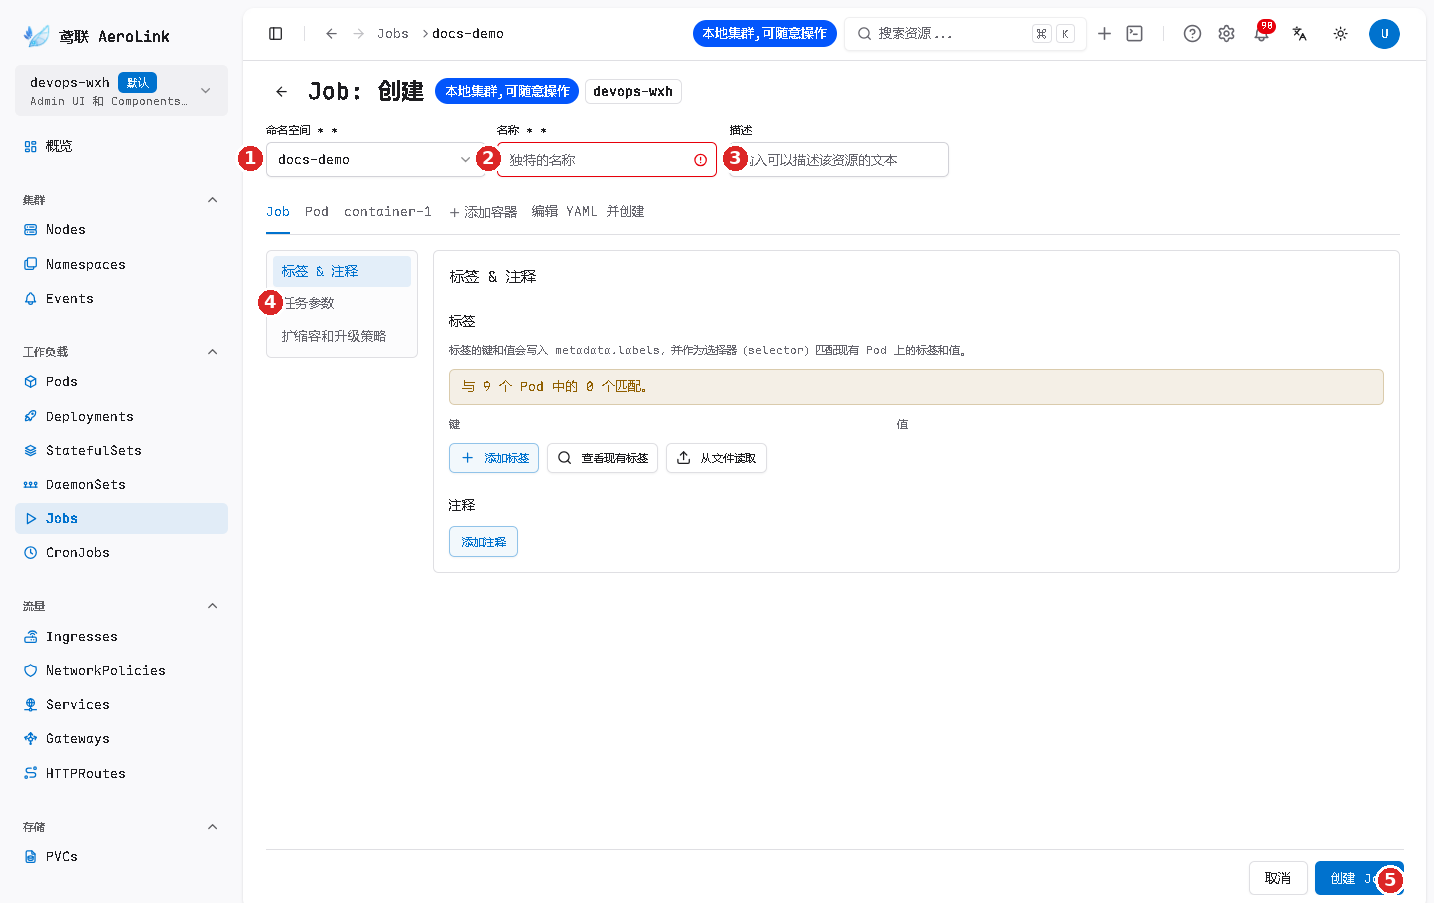 鸢联 AeroLink
devops-wxh 默认
Admin UI 和 Components…
概览
集群
Nodes
Namespaces
Events
工作负载
Pods
Deployments
StatefulSets
DaemonSets
Jobs
CronJobs
流量
Ingresses
NetworkPolicies
Services
Gateways
HTTPRoutes
存储
PVCs
Jobs
docs-demo
本地集群,可随意操作
搜索资源...
⌘ K
98
U
Job: 创建 本地集群,可随意操作 devops-wxh
命名空间 * *
名称 * *
描述
1 docs-demo
2 独特的名称
3 入可以描述该资源的文本
Job Pod container-1 + 添加容器 编辑 YAML 并创建
标签 & 注释
4 任务参数
扩缩容和升级策略
标签 & 注释
标签
标签的键和值会写入 metadata.labels, 并作为选择器 (selector) 匹配现有 Pod 上的标签和值。
与 9 个 Pod 中的 0 个匹配。
键 值
+ 添加标签 查看现有标签 从文件读取
注释
添加注释
取消 创建 J 5